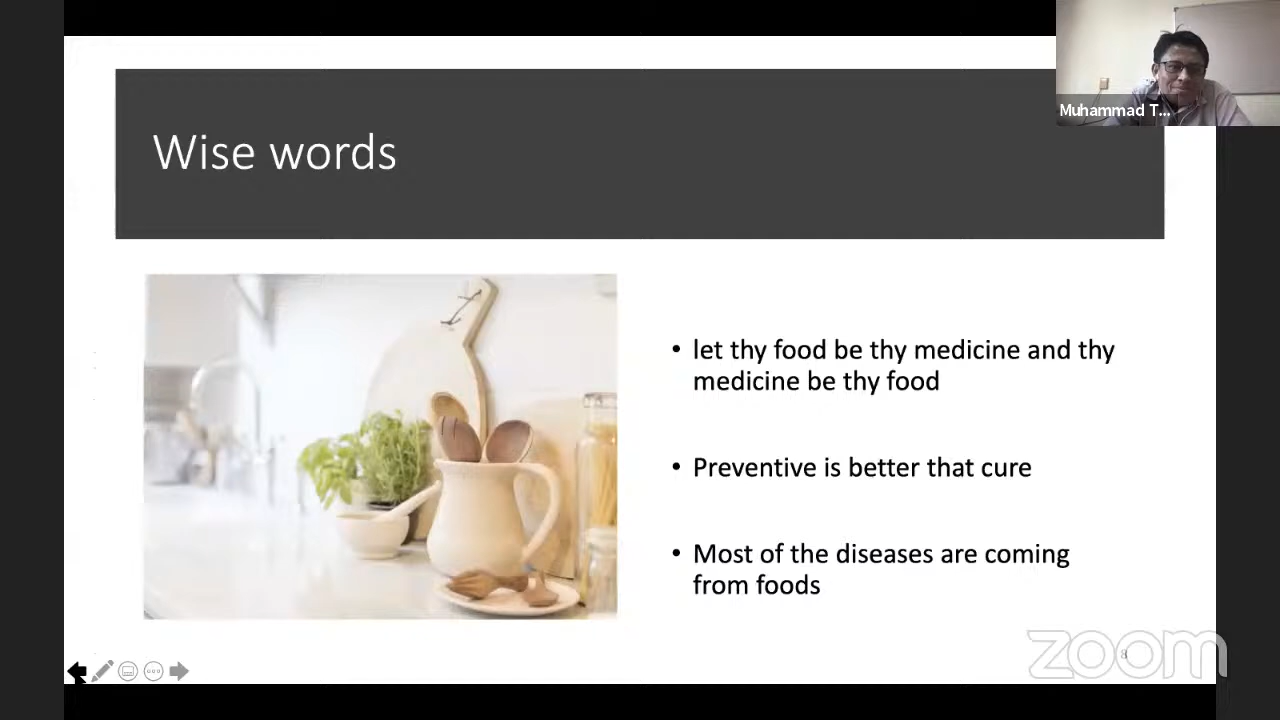 Muhammad T...
Wise words
• let thy food be thy medicine and thy
medicine be thy food
• Preventive is better that cure
• Most of the diseases are coming
from foods
8
zoom